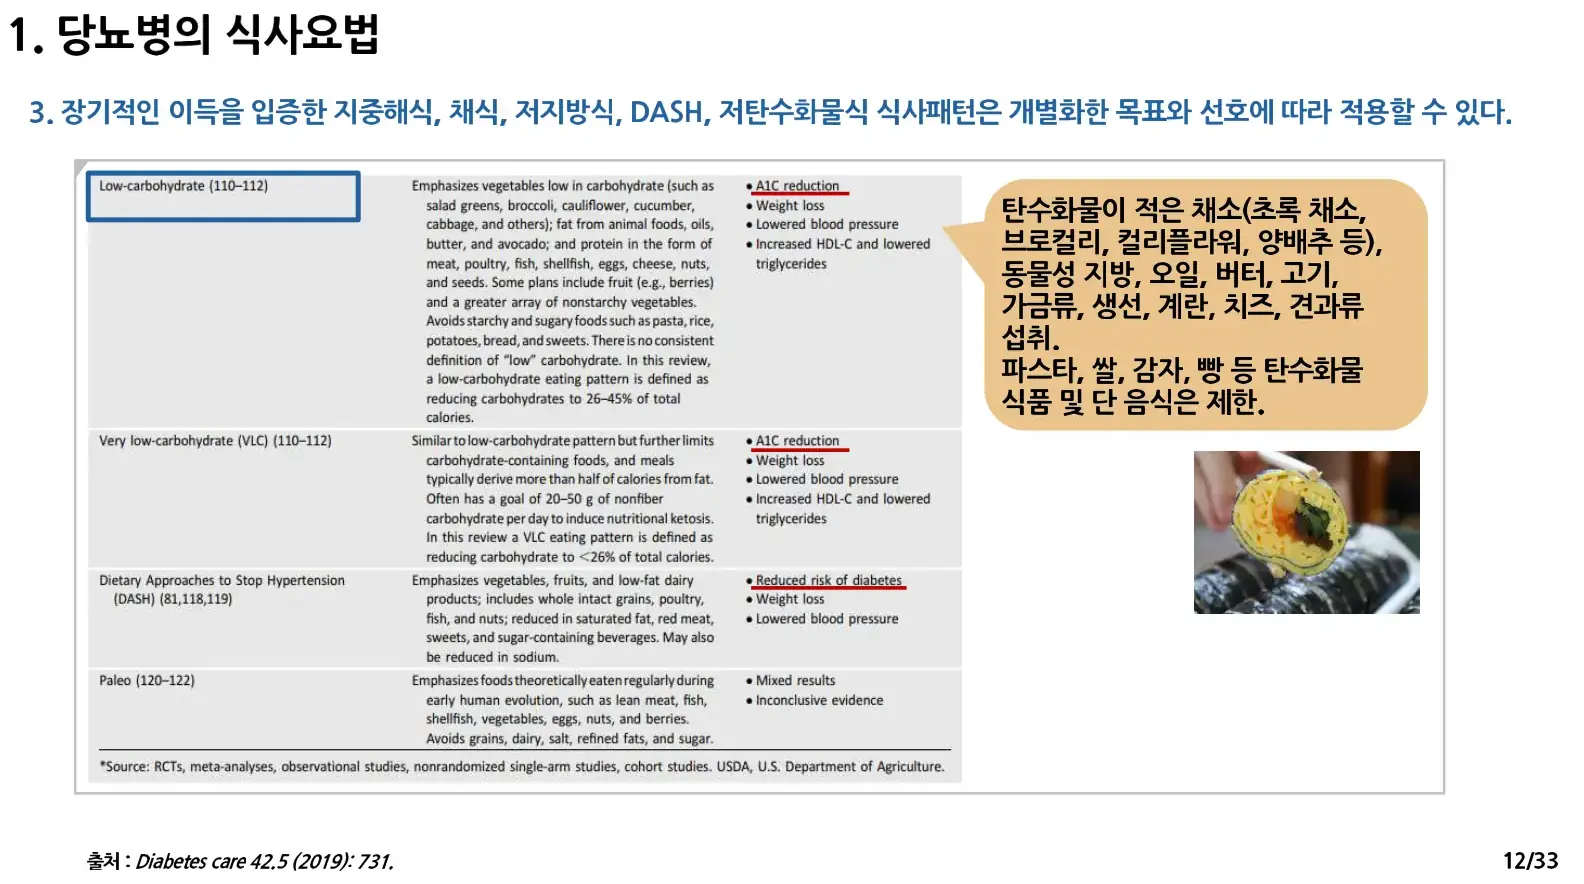 1. 당뇨병의 식사요법
3. 장기적인 이득을 입증한 지중해식, 채식, 저지방식, DASH, 저탄수화물식 식사패턴은 개별화한 목표와 선호에 따라 적용할 수 있다.
Low-carbohydrate (110–112)
Emphasizes vegetables low in carbohydrate (such as
salad greens, broccoli, cauliflower, cucumber,
cabbage, and others); fat from animal foods, oils,
butter, and avocado; and protein in the form of
meat, poultry, fish, shellfish, eggs, cheese, nuts,
and seeds. Some plans include fruit (e.g., berries)
and a greater array of nonstarchy vegetables.
Avoids starchy and sugary foods such as pasta, rice,
potatoes, bread, and sweets. There is no consistent
definition of “low” carbohydrate. In this review,
a low-carbohydrate eating pattern is defined as
reducing carbohydrates to 26–45% of total
calories.
● A1C reduction
● Weight loss
● Lowered blood pressure
● Increased HDL-C and lowered
triglycerides
탄수화물이 적은 채소(초록 채소,
브로컬리, 컬리플라워, 양배추 등),
동물성 지방, 오일, 버터, 고기,
가금류, 생선, 계란, 치즈, 견과류
섭취.
파스타, 쌀, 감자, 빵 등 탄수화물
식품 및 단 음식은 제한.
Very low-carbohydrate (VLC) (110–112)
Similar to low-carbohydrate pattern but further limits
carbohydrate-containing foods, and meals
typically derive more than half of calories from fat.
Often has a goal of 20–50 g of nonfiber
carbohydrate per day to induce nutritional ketosis.
In this review a VLC eating pattern is defined as
reducing carbohydrate to <26% of total calories.
● A1C reduction
● Weight loss
● Lowered blood pressure
● Increased HDL-C and lowered
triglycerides
Dietary Approaches to Stop Hypertension
(DASH) (81,118,119)
Emphasizes vegetables, fruits, and low-fat dairy
products; includes whole intact grains, poultry,
fish, and nuts; reduced in saturated fat, red meat,
sweets, and sugar-containing beverages. May also
be reduced in sodium.
● Reduced risk of diabetes
● Weight loss
● Lowered blood pressure
Paleo (120–122)
Emphasizes foods theoretically eaten regularly during
early human evolution, such as lean meat, fish,
shellfish, vegetables, eggs, nuts, and berries.
Avoids grains, dairy, salt, refined fats, and sugar.
● Mixed results
● Inconclusive evidence
*Source: RCTs, meta-analyses, observational studies, nonrandomized single-arm studies, cohort studies. USDA, U.S. Department of Agriculture.
출처 : Diabetes care 42.5 (2019): 731.
12/33